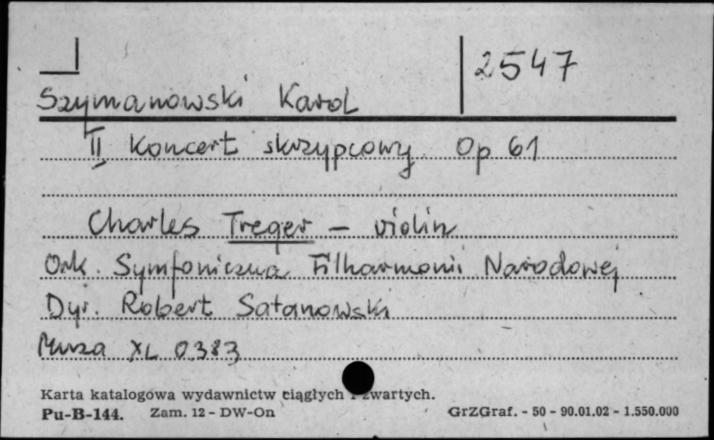 2547
Szymanowski Karol
II Koncert skrzypcowy Op 61
Charles Treger - violin
Ork. Symfoniczna Filharmonii Narodowej
Dyr. Robert Satanowski
Muza XL 0383
Karta katalogowa wydawnictw ciągłych i zwartych.
Pu-B-144. Zam. 12 - DW-On GrZGraf. - 50 - 90.01.02 - 1.550.000